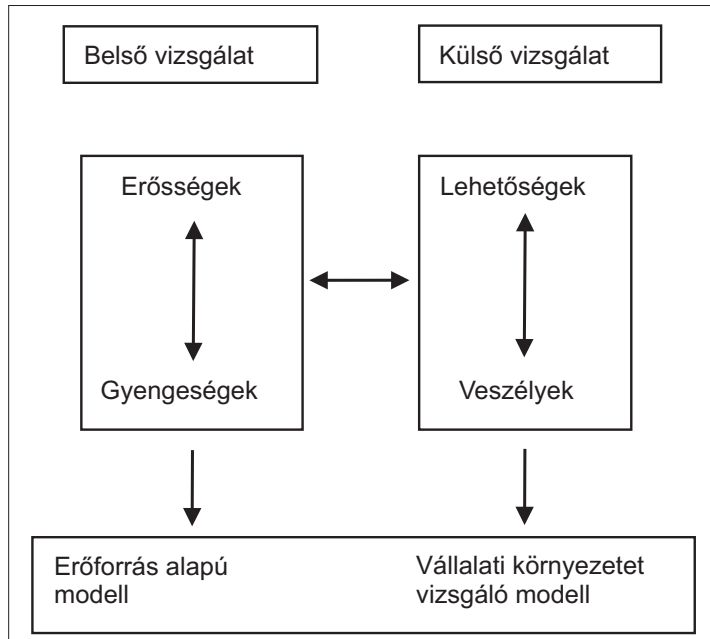 Belső vizsgálat
Külső vizsgálat
Erősségek
Gyengeségek
Lehetőségek
Veszélyek
Erőforrás alapú
modell
Vállalati környezetet
vizsgáló modell